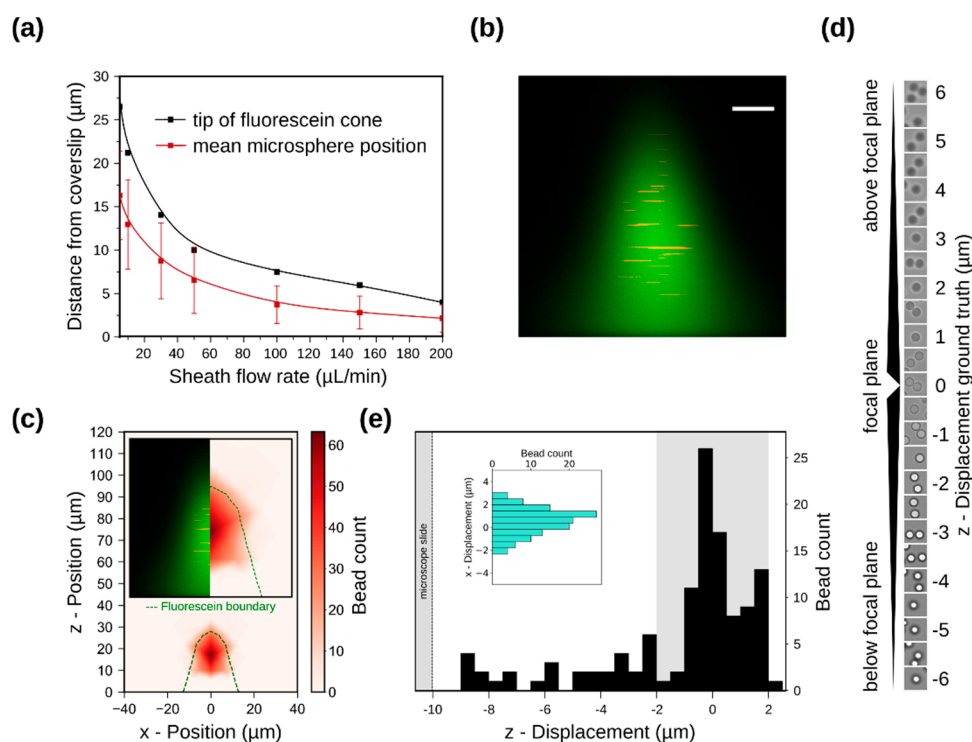 (a)
30
25
20
15
10
5
0
20 40 60 80 100 120 140 160 180 200
Distance from coverslip (µm)
Sheath flow rate (µL/min)
tip of fluorescein cone
mean microsphere position
(b)
(c)
120
110
100
90
80
70
60
50
40
30
20
10
0
-40 -20 0 20 40
z - Position (µm)
x - Position (µm)
Fluorescein boundary
60
50
40
30
20
10
0
Bead count
(e)
microscope slide
Bead count
0 10 20
4
2
0
−2
−4
x - Displacement (µm)
25
20
15
10
5
0
Bead count
-10 -8 -6 -4 -2 0 2
z - Displacement (µm)
(d)
above focal plane
focal plane
below focal plane
6
5
4
3
2
1
0
-1
-2
-3
-4
-5
-6
z - Displacement ground truth (µm)